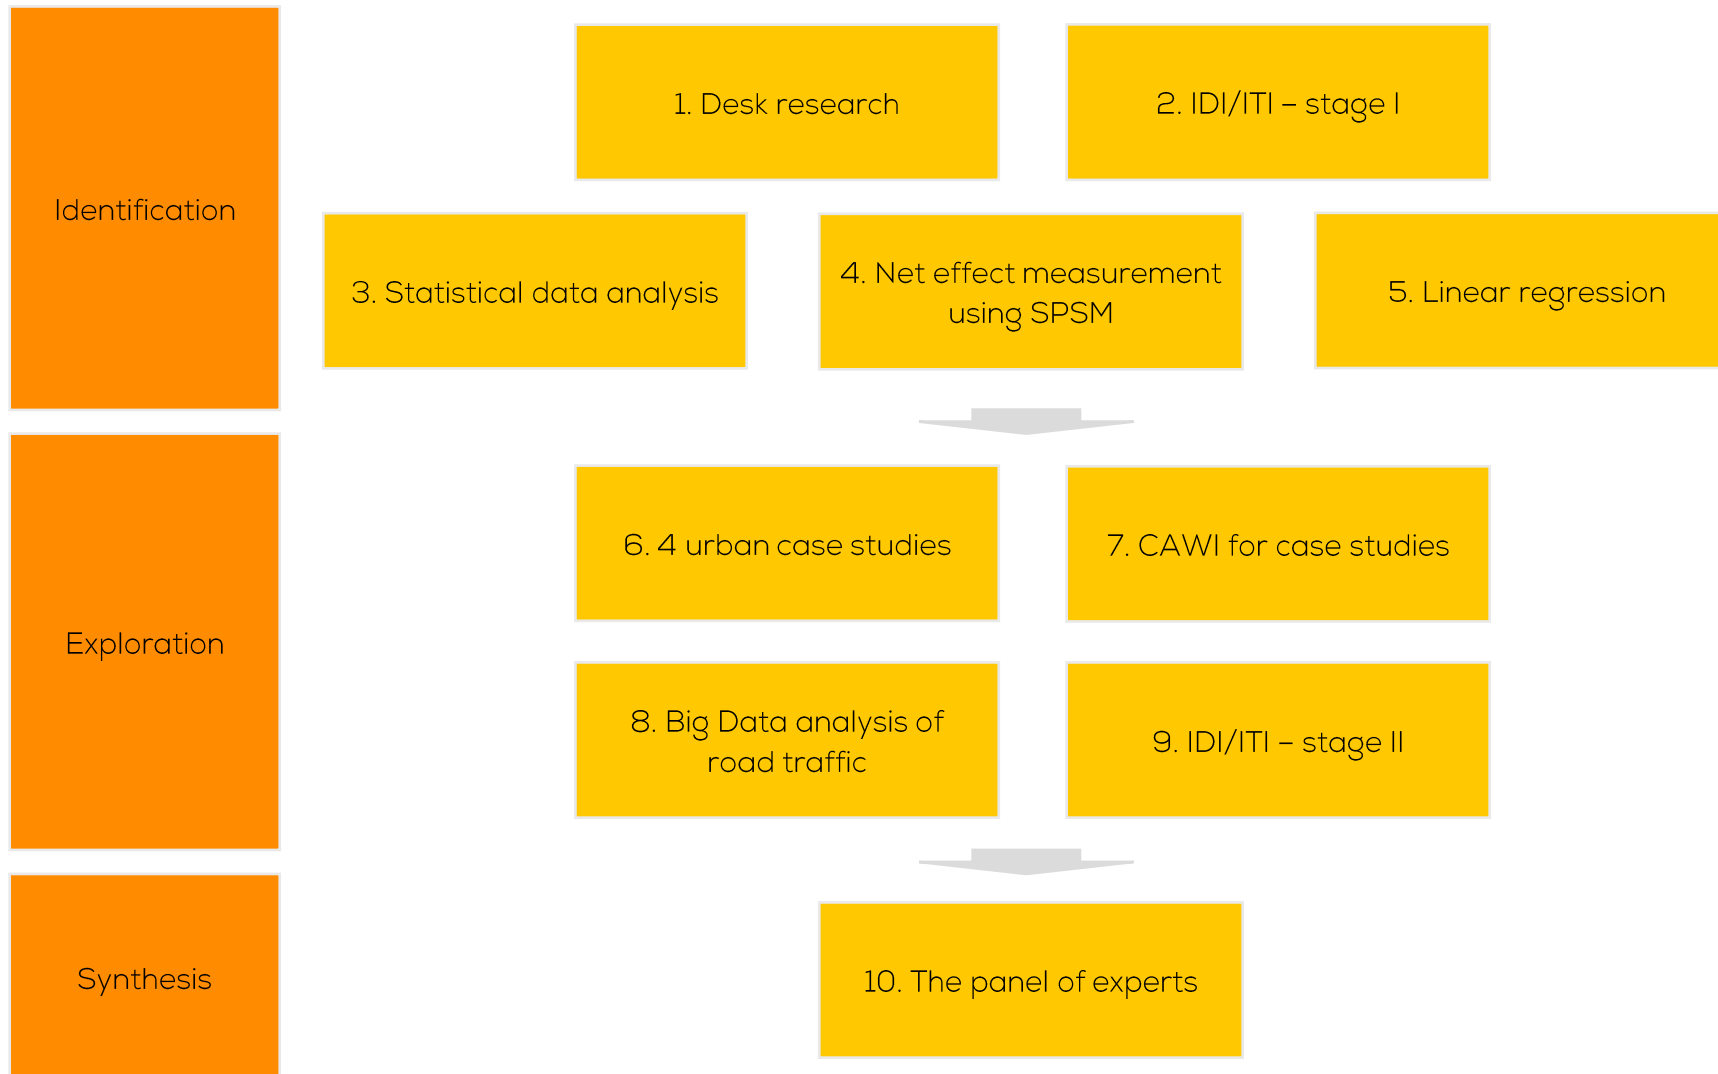 Identification
1. Desk research
2. IDI/ITI – stage I
3. Statistical data analysis
4. Net effect measurement
using SPSM
5. Linear regression
Exploration
6. 4 urban case studies
7. CAWI for case studies
8. Big Data analysis of
road traffic
9. IDI/ITI – stage II
Synthesis
10. The panel of experts